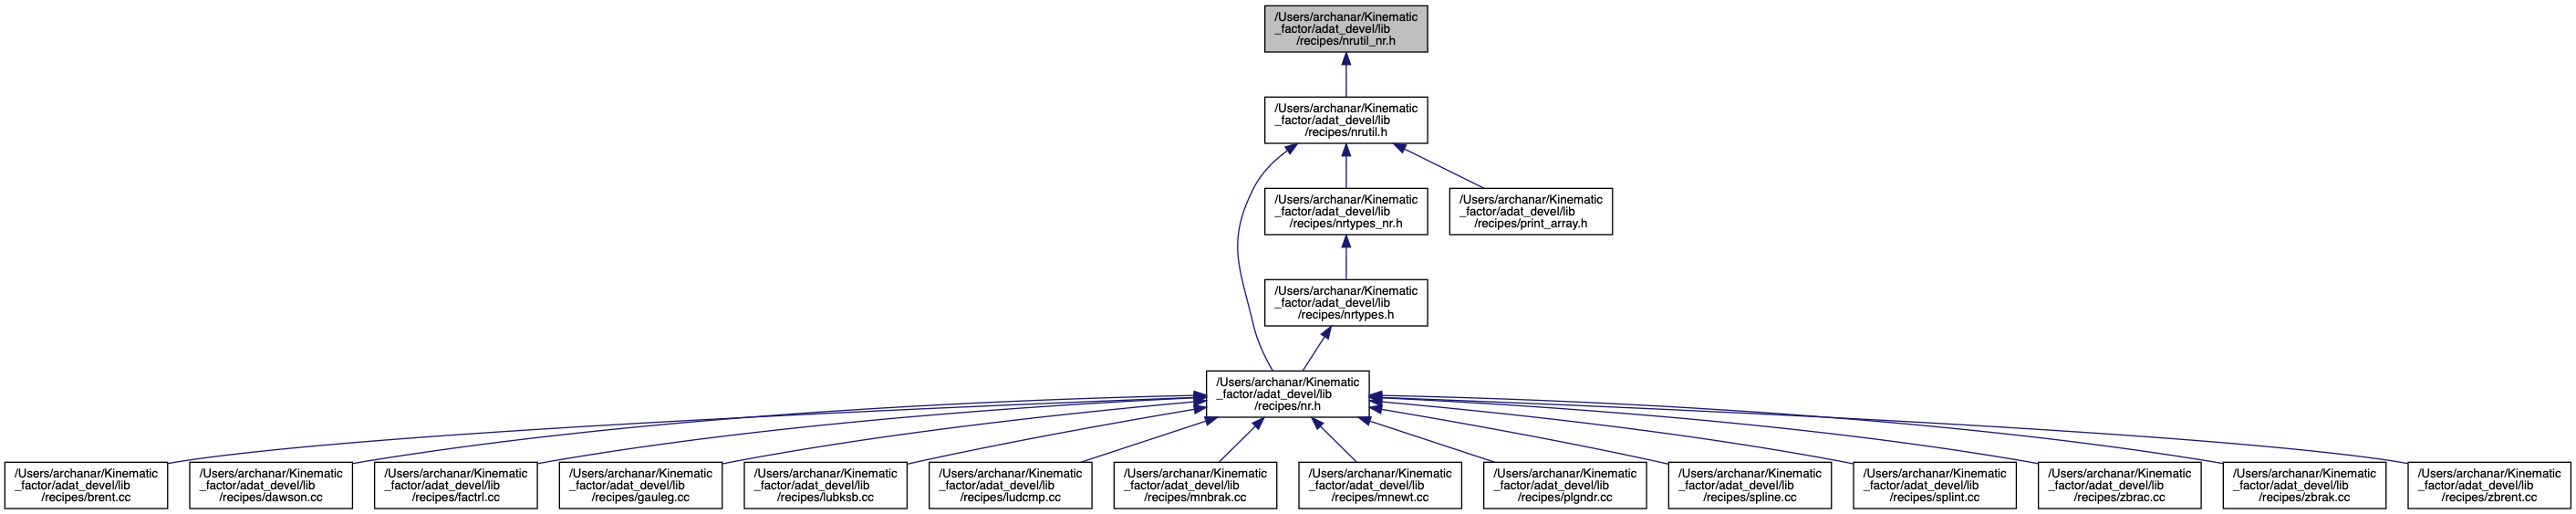 /Users/archanar/Kinematic
_factor/adat_devel/lib
/recipes/nrutil_nr.h
/Users/archanar/Kinematic
_factor/adat_devel/lib
/recipes/nrutil.h
/Users/archanar/Kinematic
_factor/adat_devel/lib
/recipes/nrtypes_nr.h
/Users/archanar/Kinematic
_factor/adat_devel/lib
/recipes/print_array.h
/Users/archanar/Kinematic
_factor/adat_devel/lib
/recipes/nrtypes.h
/Users/archanar/Kinematic
_factor/adat_devel/lib
/recipes/nr.h
/Users/archanar/Kinematic
_factor/adat_devel/lib
/recipes/brent.cc
/Users/archanar/Kinematic
_factor/adat_devel/lib
/recipes/dawson.cc
/Users/archanar/Kinematic
_factor/adat_devel/lib
/recipes/factrl.cc
/Users/archanar/Kinematic
_factor/adat_devel/lib
/recipes/gauleg.cc
/Users/archanar/Kinematic
_factor/adat_devel/lib
/recipes/lubksb.cc
/Users/archanar/Kinematic
_factor/adat_devel/lib
/recipes/ludcmp.cc
/Users/archanar/Kinematic
_factor/adat_devel/lib
/recipes/mnbrak.cc
/Users/archanar/Kinematic
_factor/adat_devel/lib
/recipes/mnewt.cc
/Users/archanar/Kinematic
_factor/adat_devel/lib
/recipes/plgndr.cc
/Users/archanar/Kinematic
_factor/adat_devel/lib
/recipes/spline.cc
/Users/archanar/Kinematic
_factor/adat_devel/lib
/recipes/splint.cc
/Users/archanar/Kinematic
_factor/adat_devel/lib
/recipes/zbrac.cc
/Users/archanar/Kinematic
_factor/adat_devel/lib
/recipes/zbrak.cc
/Users/archanar/Kinematic
_factor/adat_devel/lib
/recipes/zbrent.cc